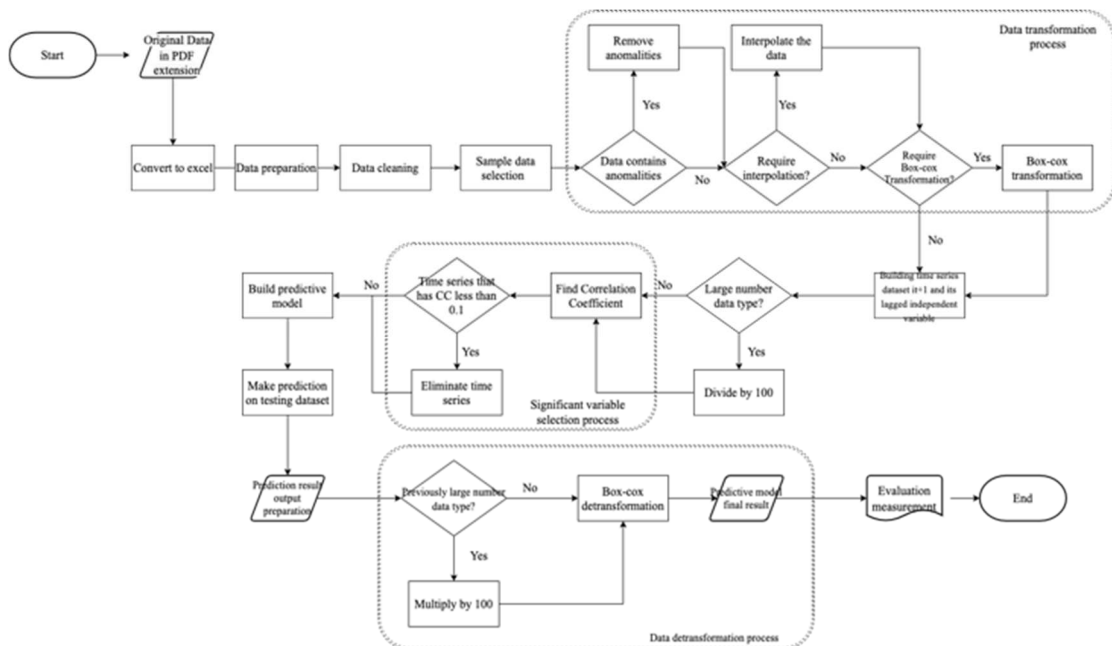 Start
Original Data
in PDF
extension
Remove
anomalities
Interpolate the
data
Data transformation
process
Yes
Yes
Convert to excel
Data preparation
Data cleaning
Sample data
selection
Data contains
anomalities
No
Require
interpolation?
No
Require
Box-cox
Transformation?
Yes
Box-cox
transformation
No
Build predictive
model
No
Time series that
has CC less than
0.1
Find Correlation
Coefficient
No
Large number
data type?
Building time series
dataset it+1 and its
lagged independent
variable
Yes
Yes
Make prediction
on testing dataset
Eliminate time
series
Significant variable
selection process
Divide by 100
Prediction result
output
preparation
Previously large number
data type?
No
Box-cox
detransformation
Predictive model
final result
Evaluation
measurement
End
Yes
Multiply by 100
Data detransformation process